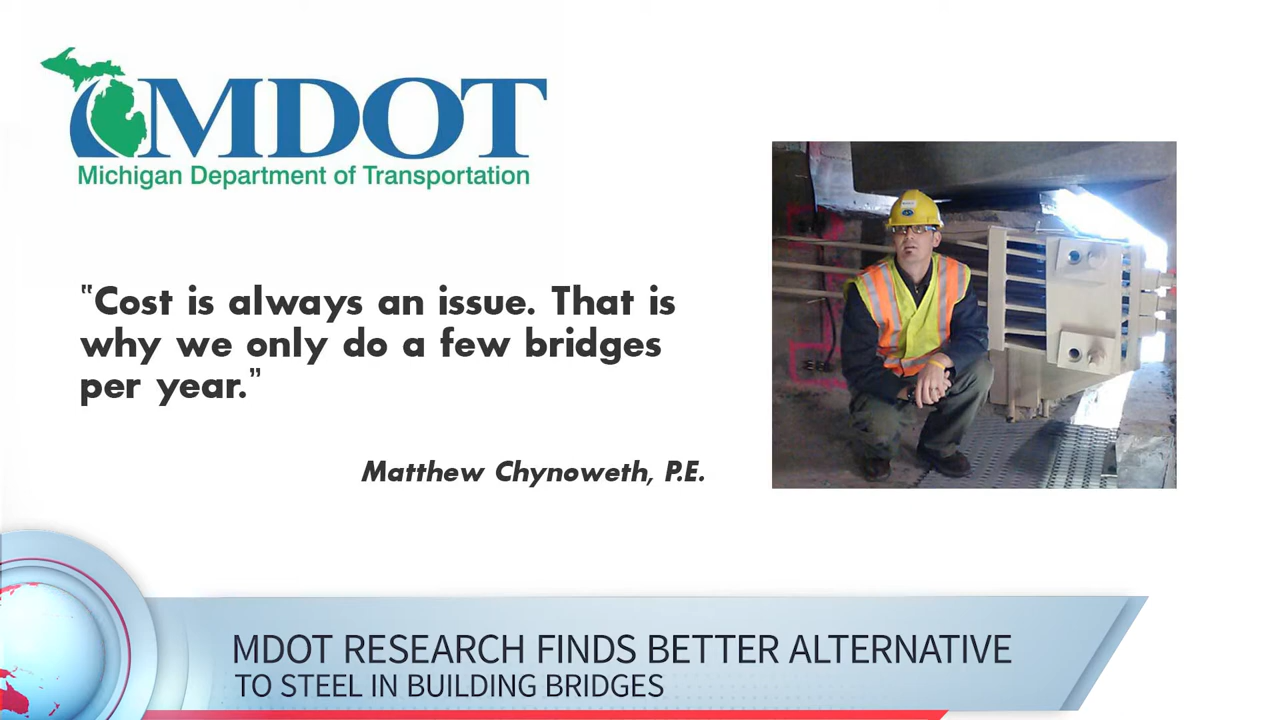 MDOT
Michigan Department of Transportation
"Cost is always an issue. That is
why we only do a few bridges
per year."
Matthew Chynoweth, P.E.
MDOT RESEARCH FINDS BETTER ALTERNATIVE
TO STEEL IN BUILDING BRIDGES